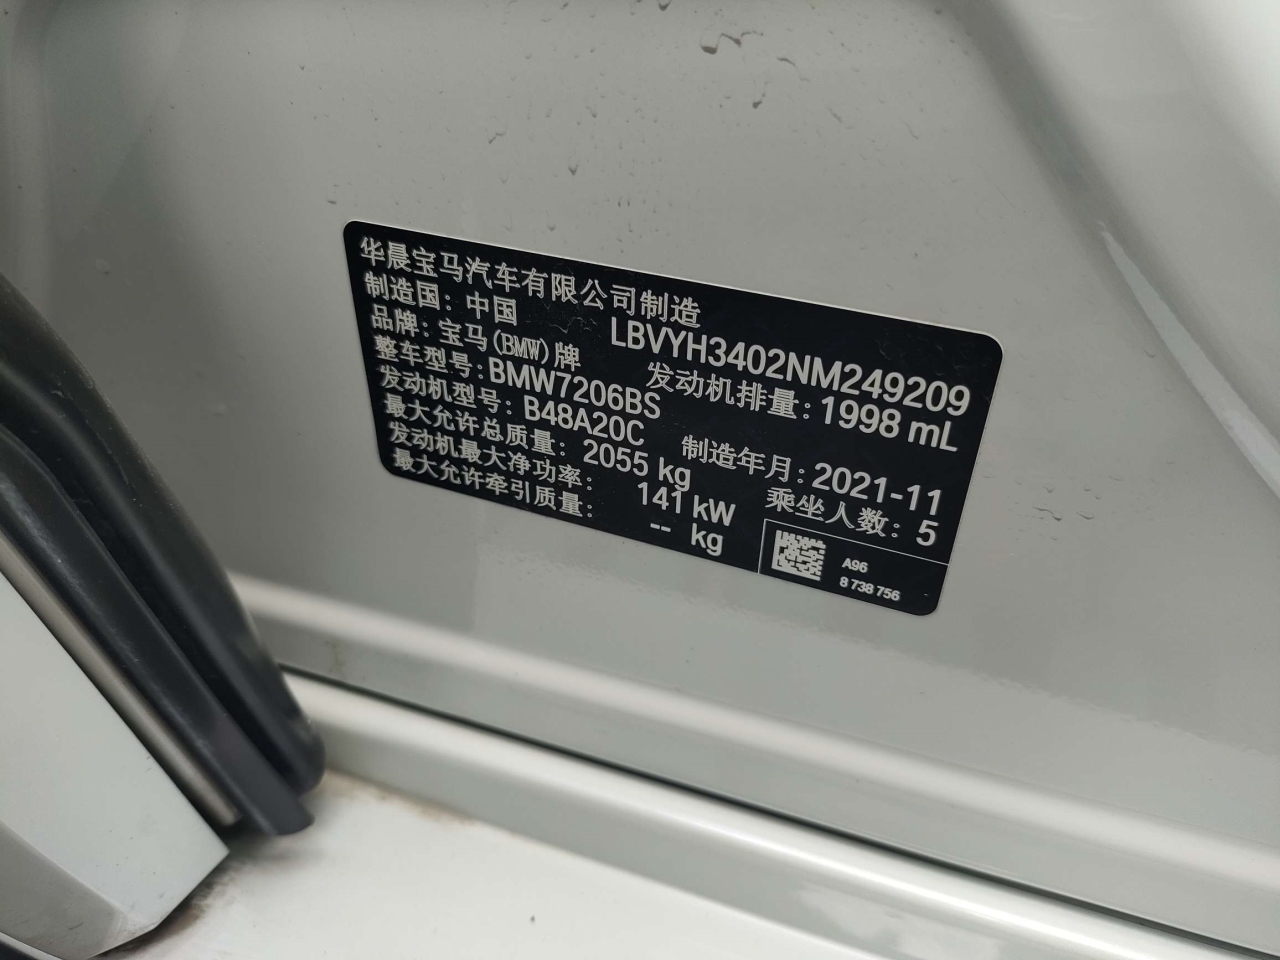 华晨宝马汽车有限公司制造
制造国：中国
LBVYH3402NM249209
品牌：宝马(BMW)牌
发动机排量：1998 mL
整车型号：BMW7206BS
发动机型号：B48A20C
制造年月：2021-11
最大允许总质量：2055 kg
乘坐人数：5
发动机最大净功率：141 kW
最大允许牵引质量：-- kg
A96
8 738 756